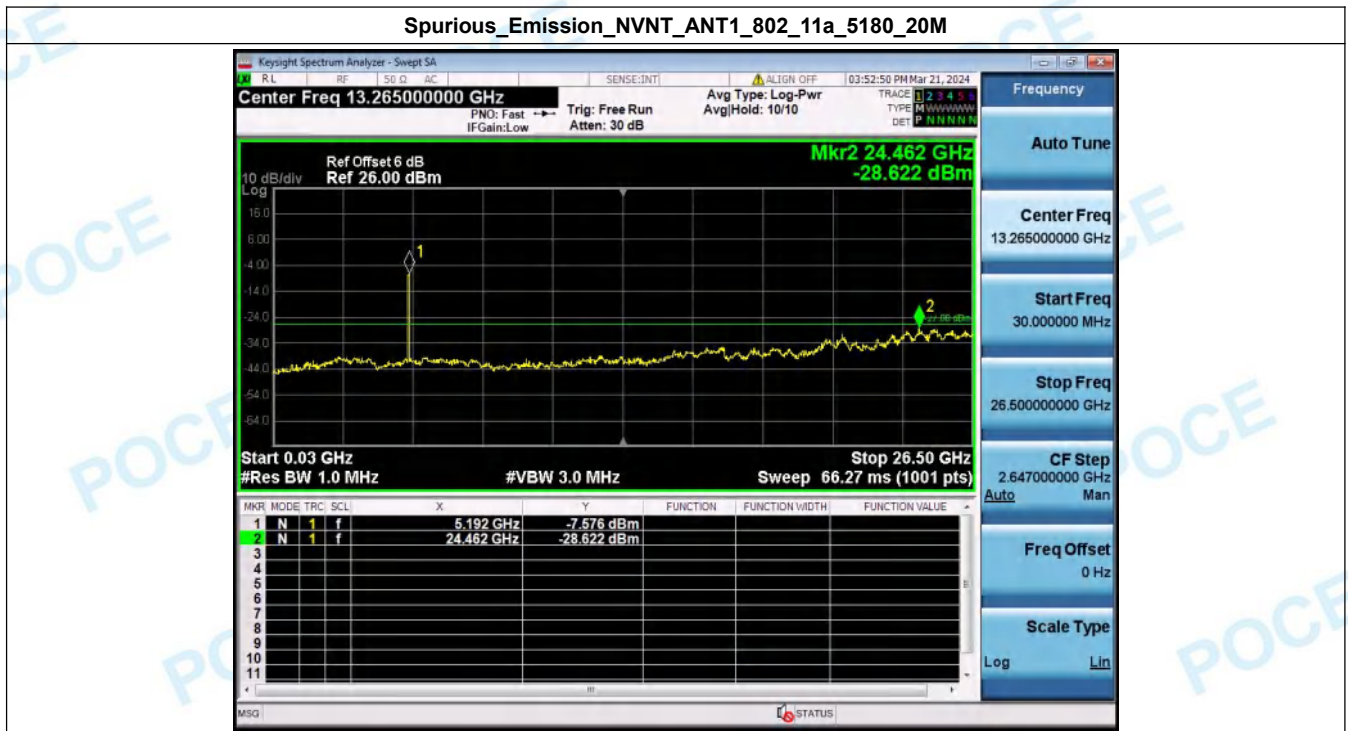 Spurious_Emission_NVNT_ANT1_802_11a_5180_20M
Keysight Spectrum Analyzer - Swept SA
RL RF 50 Ω AC SENSE:INT ALIGN OFF 03:52:50 PM Mar 21, 2024
Center Freq 13.265000000 GHz
PNO: Fast
IFGain:Low
Trig: Free Run
Atten: 30 dB
Avg Type: Log-Pwr
Avg|Hold: 10/10
TRACE 1 2 3 4 5 6
TYPE M WWWWW
DET P NNNNN
Mkr2 24.462 GHz
-28.622 dBm
Ref Offset 6 dB
10 dB/div Ref 26.00 dBm
Log
16.0
6.00
-4.00
-14.0
-24.0
-34.0
-44.0
-54.0
-64.0
1
2
-27.00 dBm
Start 0.03 GHz Stop 26.50 GHz
#Res BW 1.0 MHz #VBW 3.0 MHz Sweep 66.27 ms (1001 pts)
MKR MODE TRC SCL X Y FUNCTION FUNCTION WIDTH FUNCTION VALUE
1 N 1 f 5.192 GHz -7.576 dBm
2 N 1 f 24.462 GHz -28.622 dBm
3
4
5
6
7
8
9
10
11
MSG STATUS
Frequency
Auto Tune
Center Freq
13.265000000 GHz
Start Freq
30.000000 MHz
Stop Freq
26.500000000 GHz
CF Step
2.647000000 GHz
Auto Man
Freq Offset
0 Hz
Scale Type
Log Lin
POCE
POCE
POCE
POCE
POCE